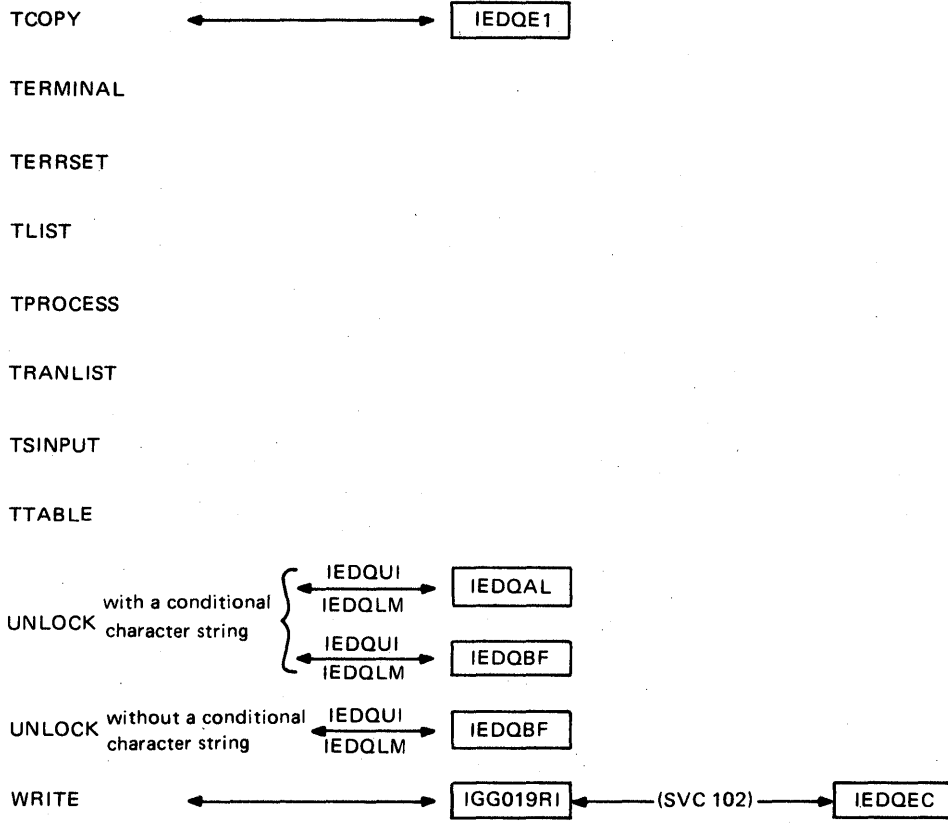 TCOPY IEDQE1
TERMINAL
TERRSET
TLIST
TPROCESS
TRANLIST
TSINPUT
TTABLE
UNLOCK with a conditional character string
IEDQUI
IEDQLM
IEDQAL
IEDQUI
IEDQLM
IEDQBF
UNLOCK without a conditional character string
IEDQUI
IEDQLM
IEDQBF
WRITE IGG019RI (SVC 102) IEDQEC